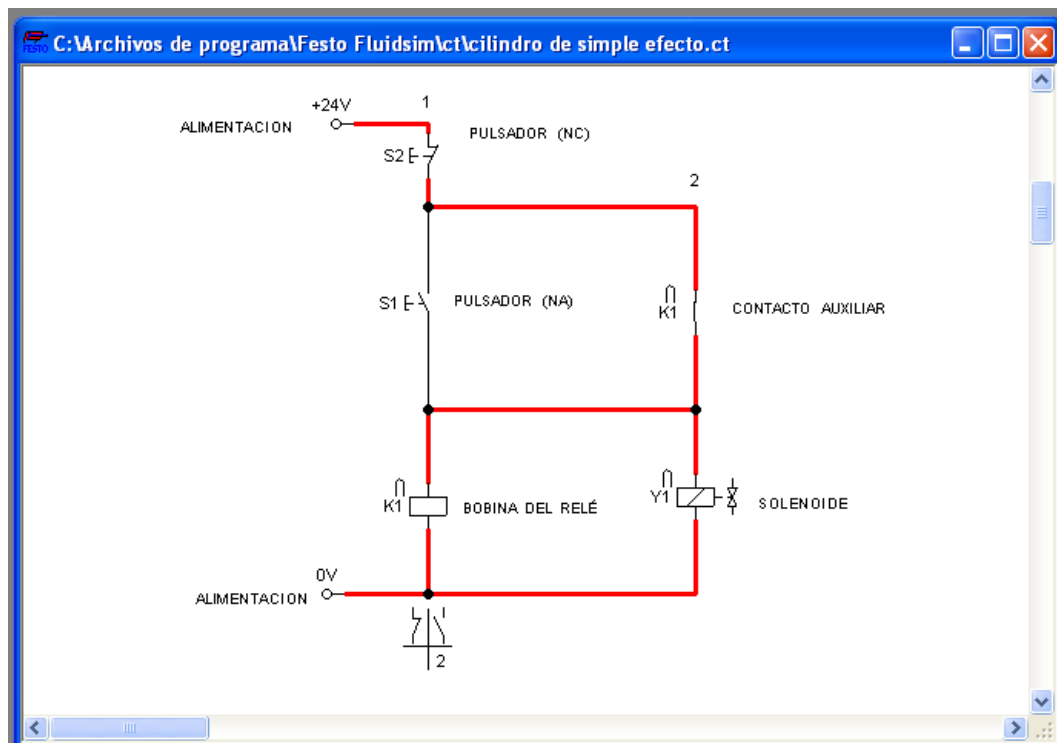 FESTO C:\Archivos de programa\Festo Fluidsim\ct\cilindro de simple efecto.ct
+24V 1
ALIMENTACION
PULSADOR (NC)
S2
2
S1 PULSADOR (NA)
K1 CONTACTO AUXILIAR
K1 BOBINA DEL RELÉ
Y1 SOLENOIDE
0V
ALIMENTACION
2